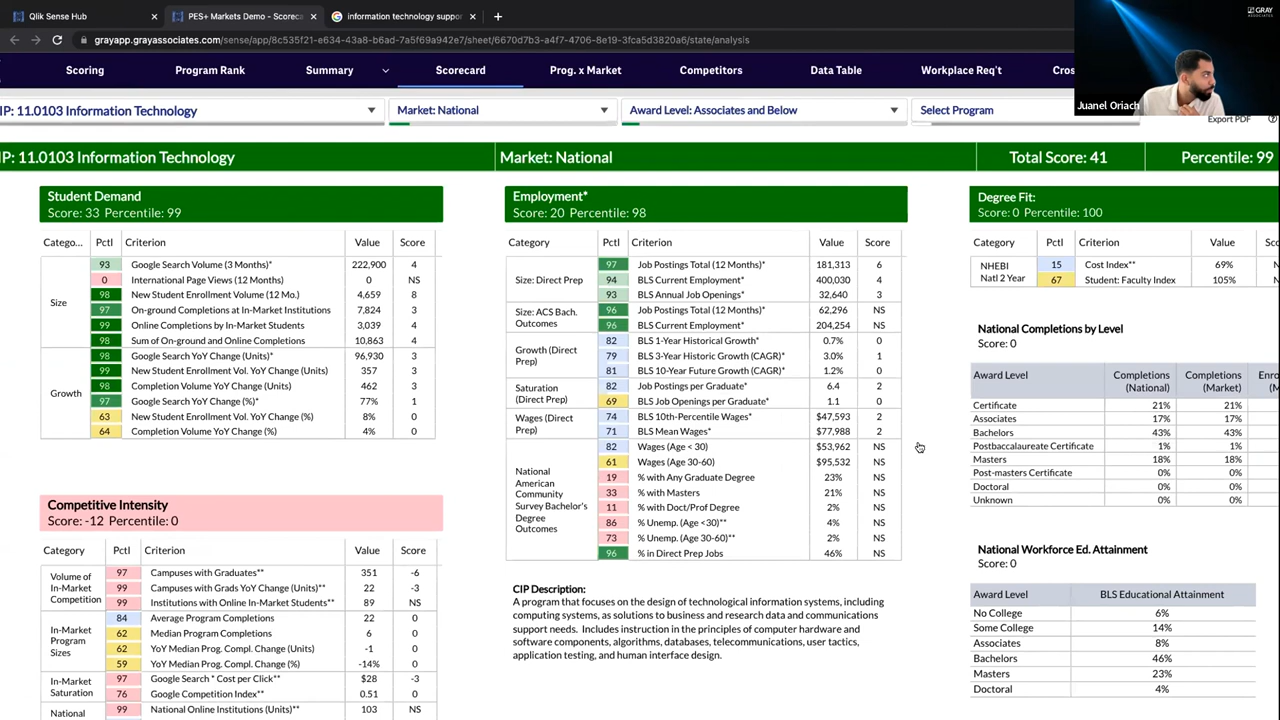 Qlik Sense Hub
PES+ Markets Demo - Scoreca
information technology suppor
GRAY ASSOCIATES
grayapp.grayassociates.com/sense/app/8c535f21-e634-43a8-b6ad-7a5f69a942e7/sheet/6670d7b3-a4f7-4706-8e19-3fca5d3820a6/state/analysis
Scoring
Program Rank
Summary
Scorecard
Prog. x Market
Competitors
Data Table
Workplace Req't
Cros
Juanel Oriach
IP: 11.0103 Information Technology
Market: National
Award Level: Associates and Below
Select Program
Export PDF
IP: 11.0103 Information Technology
Market: National
Total Score: 41
Percentile: 99
Student Demand
Score: 33 Percentile: 99
Catego... Pctl Criterion Value Score
Size
93 Google Search Volume (3 Months)* 222,900 4
0 International Page Views (12 Months) 0 NS
98 New Student Enrollment Volume (12 Mo.) 4,659 8
97 On-ground Completions at In-Market Institutions 7,824 3
99 Online Completions by In-Market Students 3,039 4
98 Sum of On-ground and Online Completions 10,863 4
Growth
98 Google Search YoY Change (Units)* 96,930 3
99 New Student Enrollment Vol. YoY Change (Units) 357 3
98 Completion Volume YoY Change (Units) 462 3
97 Google Search YoY Change (%)* 77% 1
63 New Student Enrollment Vol. YoY Change (%) 8% 0
64 Completion Volume YoY Change (%) 4% 0
Competitive Intensity
Score: -12 Percentile: 0
Category Pctl Criterion Value Score
Volume of
In-Market
Competition
97 Campuses with Graduates** 351 -6
99 Campuses with Grads YoY Change (Units)** 22 -3
99 Institutions with Online In-Market Students** 89 NS
In-Market
Program
Sizes
84 Average Program Completions 22 0
62 Median Program Completions 6 0
62 YoY Median Prog. Compl. Change (Units) -1 0
59 YoY Median Prog. Compl. Change (%) -14% 0
In-Market
Saturation
97 Google Search * Cost per Click** $28 -3
76 Google Competition Index** 0.51 0
National
99 National Online Institutions (Units)** 103 NS
Employment*
Score: 20 Percentile: 98
Category Pctl Criterion Value Score
Size: Direct Prep
97 Job Postings Total (12 Months)* 181,313 6
94 BLS Current Employment* 400,030 4
93 BLS Annual Job Openings* 32,640 3
Size: ACS Bach.
Outcomes
96 Job Postings Total (12 Months)* 62,296 NS
96 BLS Current Employment* 204,254 NS
Growth (Direct
Prep)
82 BLS 1-Year Historical Growth* 0.7% 0
79 BLS 3-Year Historic Growth (CAGR)* 3.0% 1
81 BLS 10-Year Future Growth (CAGR)* 1.2% 0
Saturation
(Direct Prep)
82 Job Postings per Graduate* 6.4 2
69 BLS Job Openings per Graduate* 1.1 0
Wages (Direct
Prep)
74 BLS 10th-Percentile Wages* $47,593 2
71 BLS Mean Wages* $77,988 2
National
American
Community
Survey Bachelor's
Degree
Outcomes
82 Wages (Age < 30) $53,962 NS
61 Wages (Age 30-60) $95,532 NS
19 % with Any Graduate Degree 23% NS
33 % with Masters 21% NS
11 % with Doct/Prof Degree 2% NS
86 % Unemp. (Age <30)** 4% NS
73 % Unemp. (Age 30-60)** 2% NS
96 % in Direct Prep Jobs 46% NS
CIP Description:
A program that focuses on the design of technological information systems, including
computing systems, as solutions to business and research data and communications
support needs. Includes instruction in the principles of computer hardware and
software components, algorithms, databases, telecommunications, user tactics,
application testing, and human interface design.
Degree Fit:
Score: 0 Percentile: 100
Category Pctl Criterion Value Sc
NHEBI
Natl 2 Year
15 Cost Index** 69%
67 Student: Faculty Index 105%
National Completions by Level
Score: 0
Award Level Completions (National) Completions (Market) Enro
Certificate 21% 21%
Associates 17% 17%
Bachelors 43% 43%
Postbaccalaureate Certificate 1% 1%
Masters 18% 18%
Post-masters Certificate 0% 0%
Doctoral 0% 0%
Unknown 0% 0%
National Workforce Ed. Attainment
Score: 0
Award Level BLS Educational Attainment
No College 6%
Some College 14%
Associates 8%
Bachelors 46%
Masters 23%
Doctoral 4%